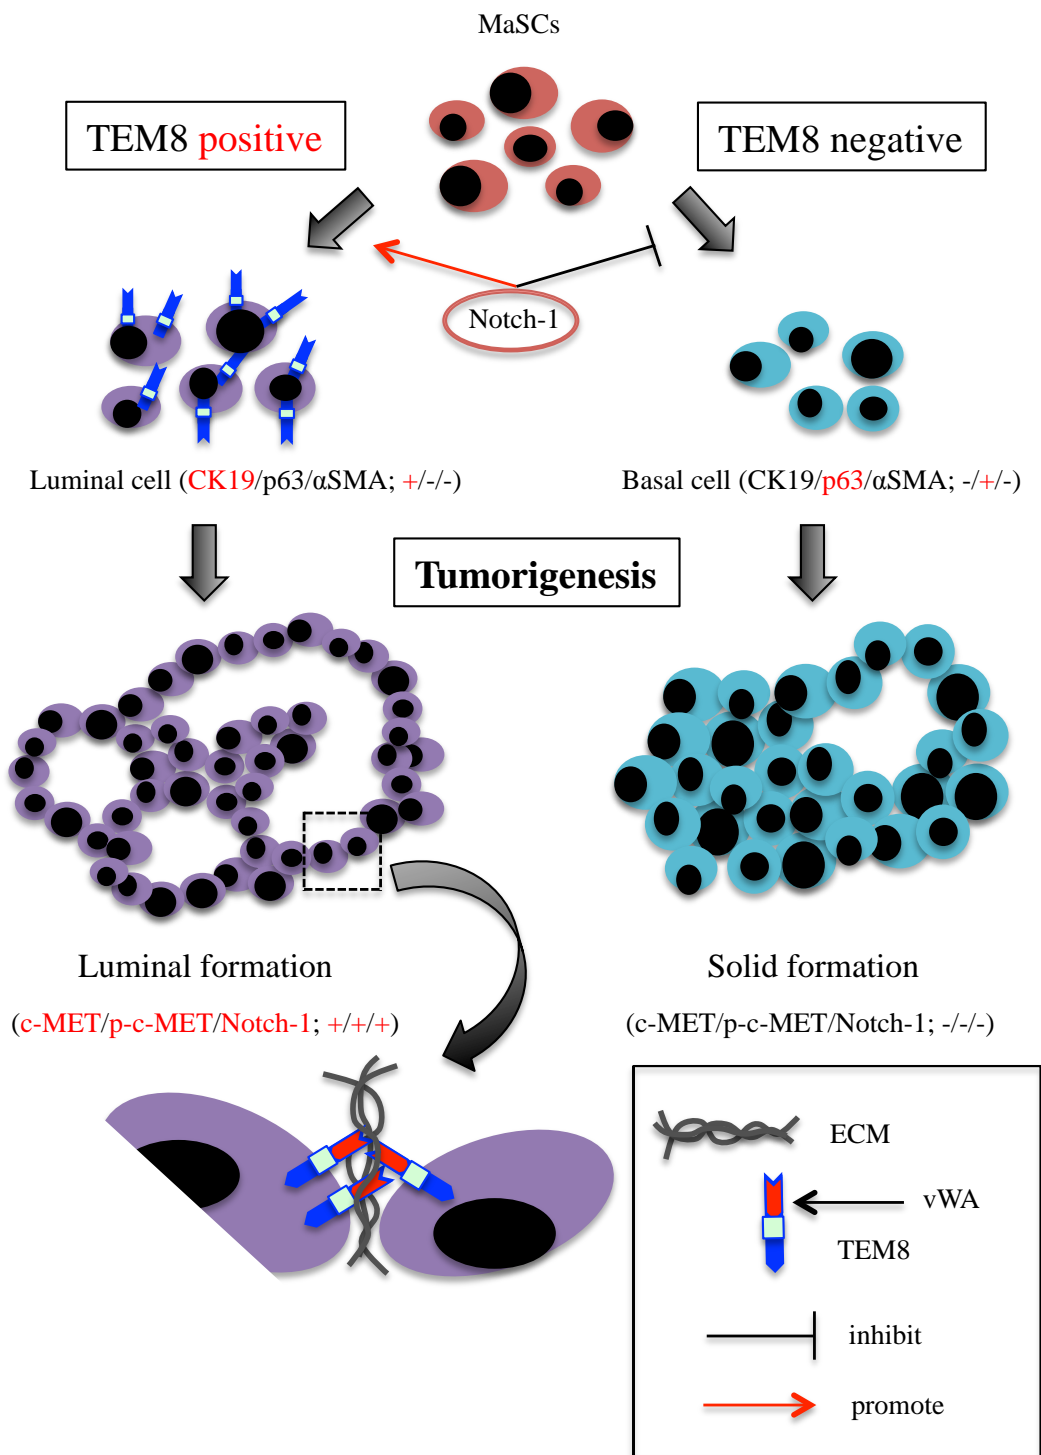 MaSCs
TEM8 positive
TEM8 negative
Notch-1
Luminal cell (CK19/p63/αSMA; +/-/-)
Basal cell (CK19/p63/αSMA; -/+/-)
Tumorigenesis
Luminal formation
(c-MET/p-c-MET/Notch-1; +/+/+)
Solid formation
(c-MET/p-c-MET/Notch-1; -/-/-)
ECM
vWA
TEM8
inhibit
promote